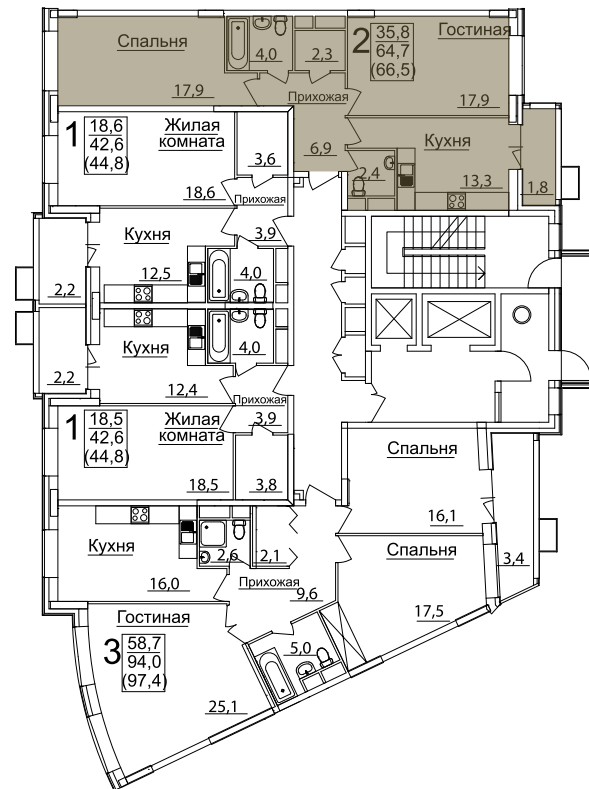 Спальня
17,9
4,0
2,3
2
35,8
64,7
(66,5)
Гостиная
17,9
Прихожая
6,9
Кухня
2,4
13,3
1,8
1
18,6
42,6
(44,8)
Жилая
комната
18,6
3,6
Прихожая
3,9
Кухня
12,5
4,0
2,2
2,2
Кухня
12,4
4,0
Прихожая
3,9
1
18,5
42,6
(44,8)
Жилая
комната
18,5
3,8
Спальня
16,1
3,4
Спальня
17,5
Кухня
16,0
2,6
2,1
Прихожая
9,6
Гостиная
3
58,7
94,0
(97,4)
25,1
5,0